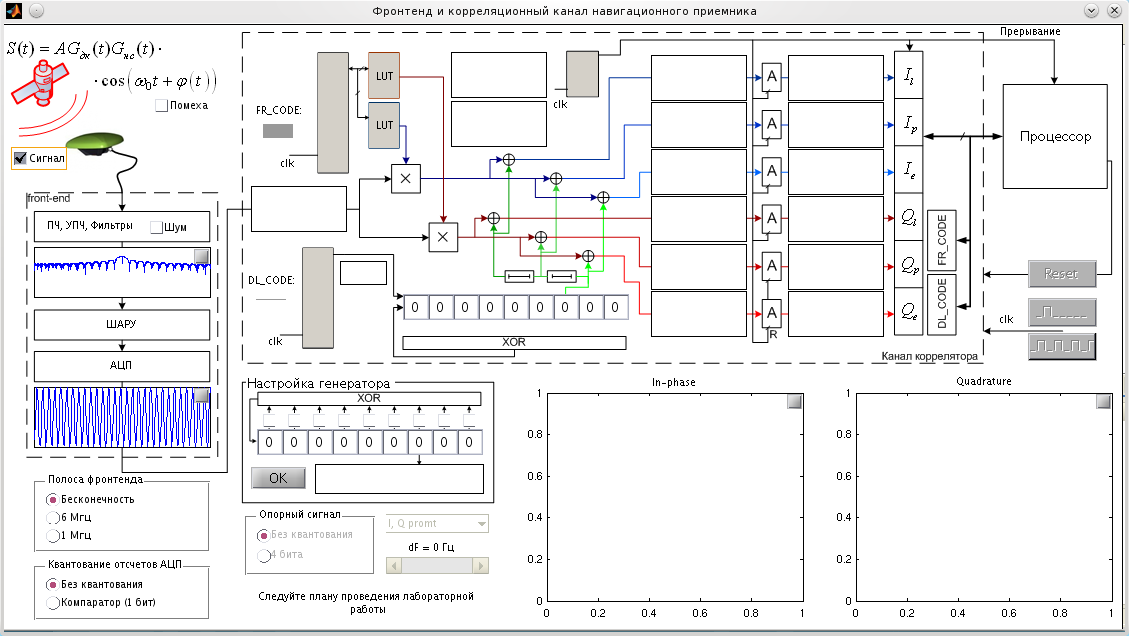 Фронтенд и корреляционный канал навигационного приемника
S(t) = AG_дк(t)G_нс(t) ·
· cos(ω₀t + φ(t))
Помеха
Сигнал
front-end
ПЧ, УПЧ, Фильтры
Шум
ШАРУ
АЦП
Полоса фронтенда
Бесконечность
6 Мгц
1 Мгц
Квантование отсчетов АЦП
Без квантования
Компаратор (1 бит)
FR_CODE:
clk
LUT
LUT
clk
×
×
DL_CODE:
clk
0 0 0 0 0 0 0 0 0
XOR
A
A
A
A
A
A
R
I_l
I_p
I_e
Q_l
Q_p
Q_e
FR_CODE
DL_CODE
Канал коррелятора
Прерывание
Процессор
Reset
clk
Настройка генератора
XOR
0 0 0 0 0 0 0 0 0
OK
Опорный сигнал
Без квантования
4 бита
I, Q promt
dF = 0 Гц
Следуйте плану проведения лабораторной
работы
In-phase
1
0.8
0.6
0.4
0.2
0
0 0.2 0.4 0.6 0.8 1
Quadrature
1
0.8
0.6
0.4
0.2
0
0 0.2 0.4 0.6 0.8 1